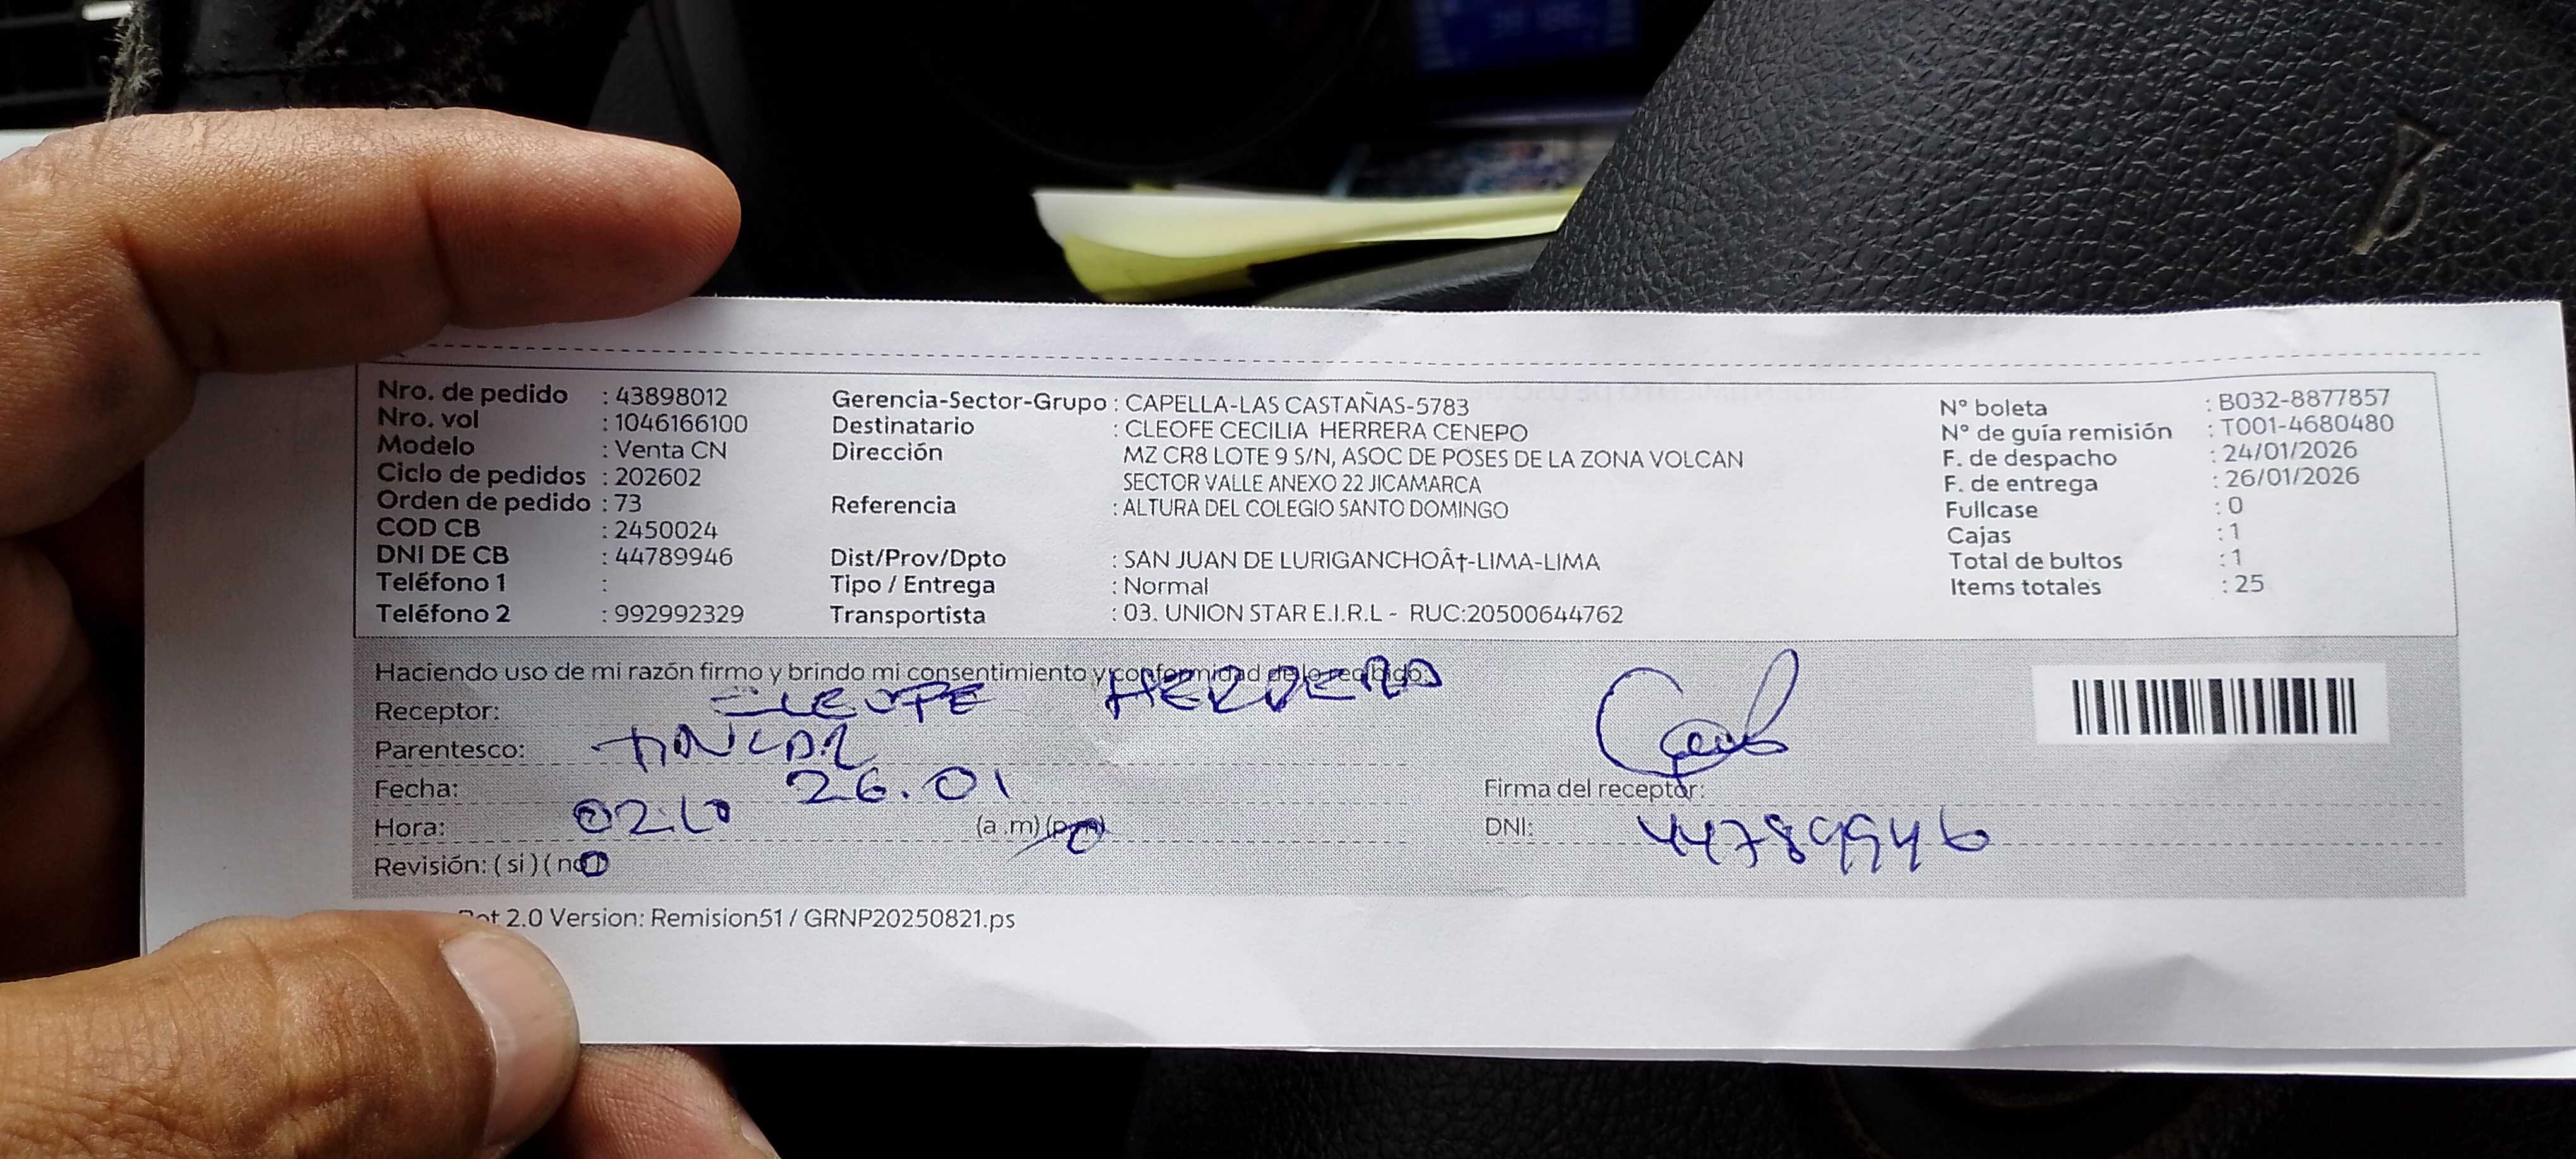 Nro. de pedido : 43898012
Nro. vol : 1046166100
Modelo : Venta CN
Ciclo de pedidos : 202602
Orden de pedido : 73
COD CB : 2450024
DNI DE CB : 44789946
Teléfono 1 :
Teléfono 2 : 992992329
Gerencia-Sector-Grupo : CAPELLA-LAS CASTAÑAS-5783
Destinatario : CLEOFE CECILIA HERRERA CENEPO
Dirección MZ CR8 LOTE 9 S/N, ASOC DE POSES DE LA ZONA VOLCAN
SECTOR VALLE ANEXO 22 JICAMARCA
Referencia : ALTURA DEL COLEGIO SANTO DOMINGO
Dist/Prov/Dpto : SAN JUAN DE LURIGANCHOÂ†-LIMA-LIMA
Tipo / Entrega : Normal
Transportista : 03. UNION STAR E.I.R.L - RUC:20500644762
N° boleta : B032-8877857
N° de guía remisión : T001-4680480
F. de despacho : 24/01/2026
F. de entrega : 26/01/2026
Fullcase : 0
Cajas : 1
Total de bultos : 1
Items totales : 25
Haciendo uso de mi razón firmo y brindo mi consentimiento y conformidad de lo recibido:
Receptor: HERRERA
Parentesco:
Fecha: 26.01
Hora: 02:10 (a .m) (p.m)
Revisión: ( si ) ( no )
Firma del receptor:
DNI: 44789946
2.0 Version: Remision51 / GRNP20250821.ps